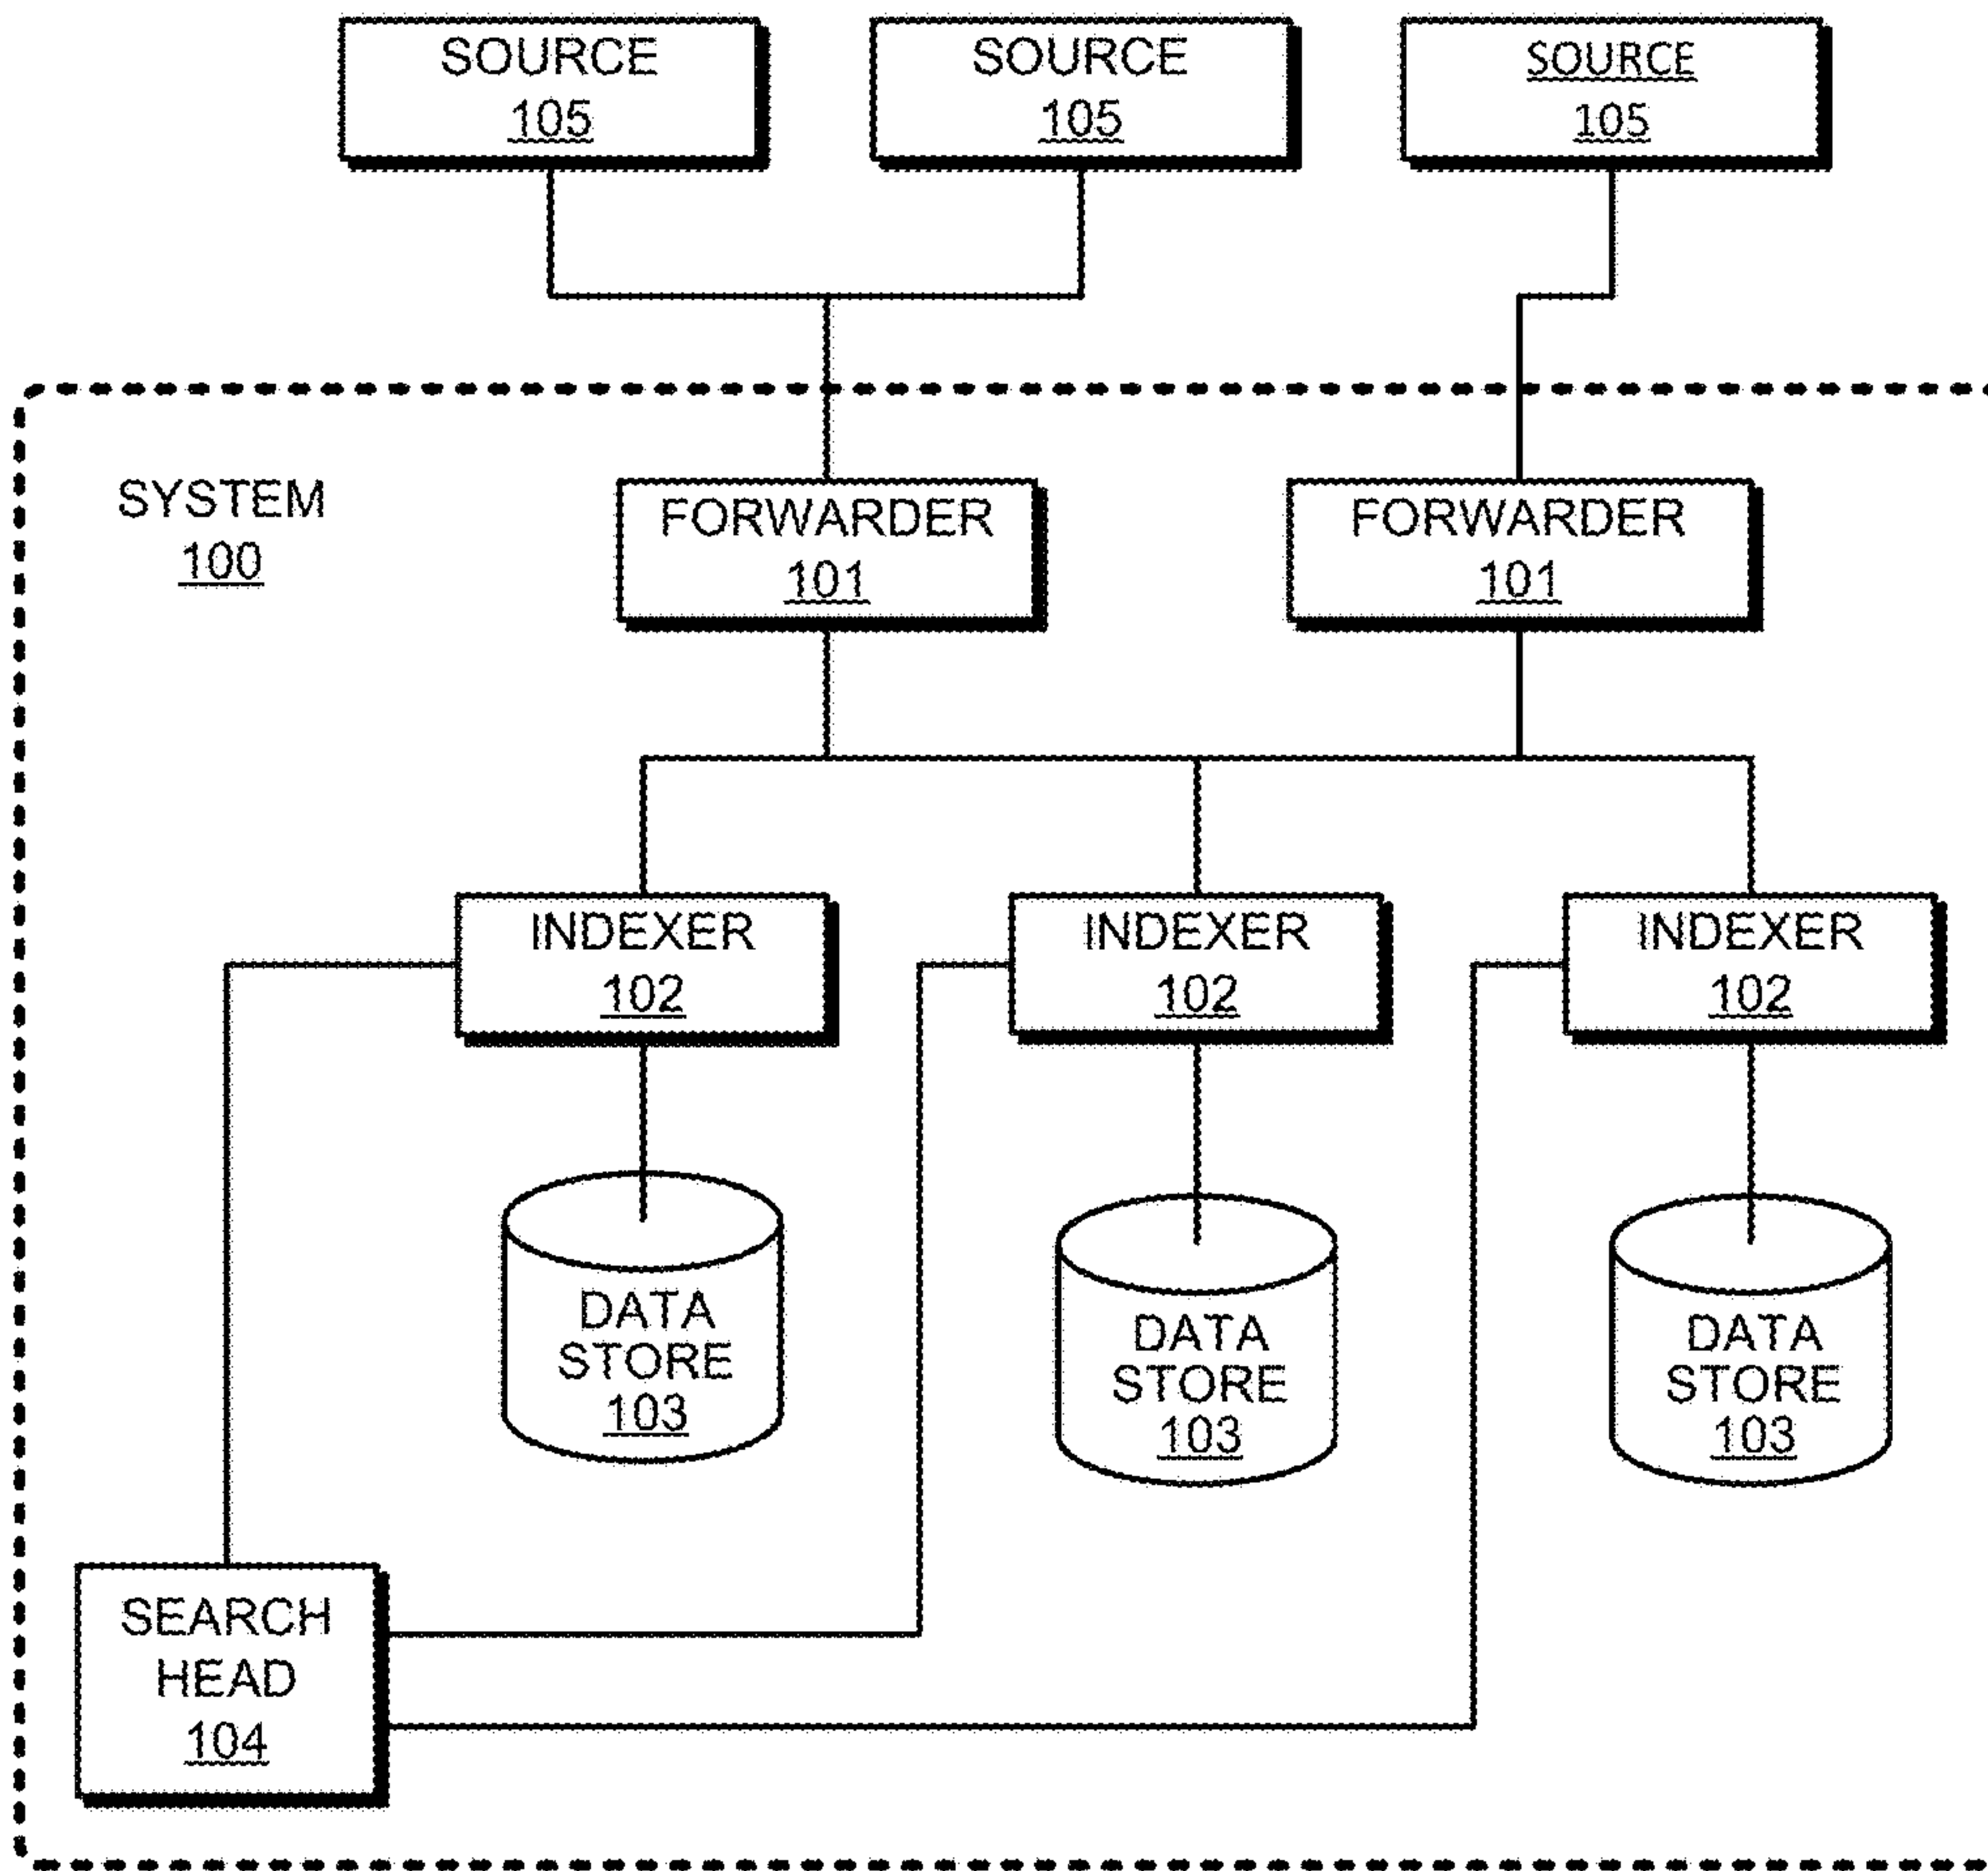 SOURCE
105
SOURCE
105
SOURCE
105
SYSTEM
100
FORWARDER
101
FORWARDER
101
INDEXER
102
INDEXER
102
INDEXER
102
DATA
STORE
103
DATA
STORE
103
DATA
STORE
103
SEARCH
HEAD
104